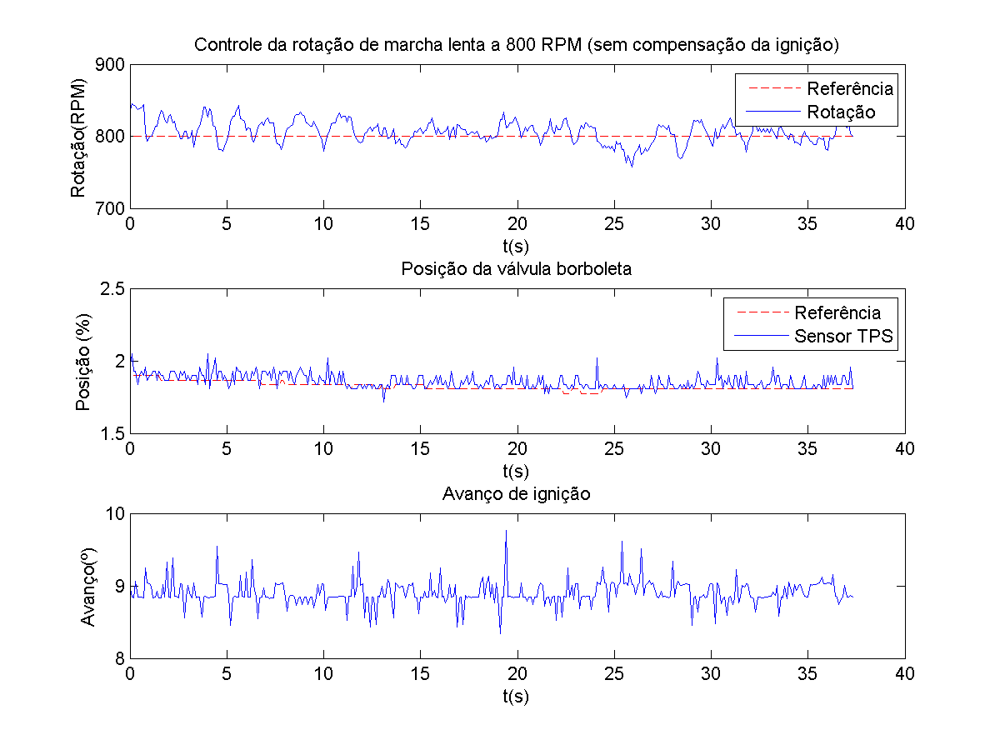 Controle da rotação de marcha lenta a 800 RPM (sem compensação da ignição)
900
800
700
Rotação(RPM)
Referência
Rotação
0 5 10 15 20 25 30 35 40
t(s)
Posição da válvula borboleta
2.5
2
1.5
Posição (%)
Referência
Sensor TPS
0 5 10 15 20 25 30 35 40
t(s)
Avanço de ignição
10
9
8
Avanço(º)
0 5 10 15 20 25 30 35 40
t(s)